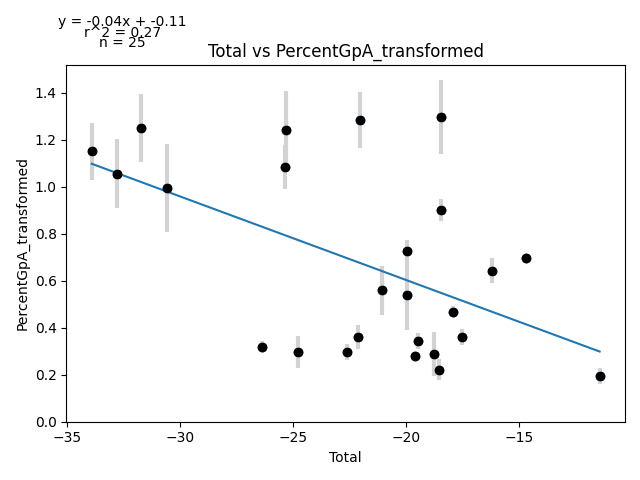 y = -0.04x + -0.11
r^2 = 0.27
n = 25
Total vs PercentGpA_transformed
PercentGpA_transformed
1.4
1.2
1.0
0.8
0.6
0.4
0.2
0.0
−35 −30 −25 −20 −15
Total